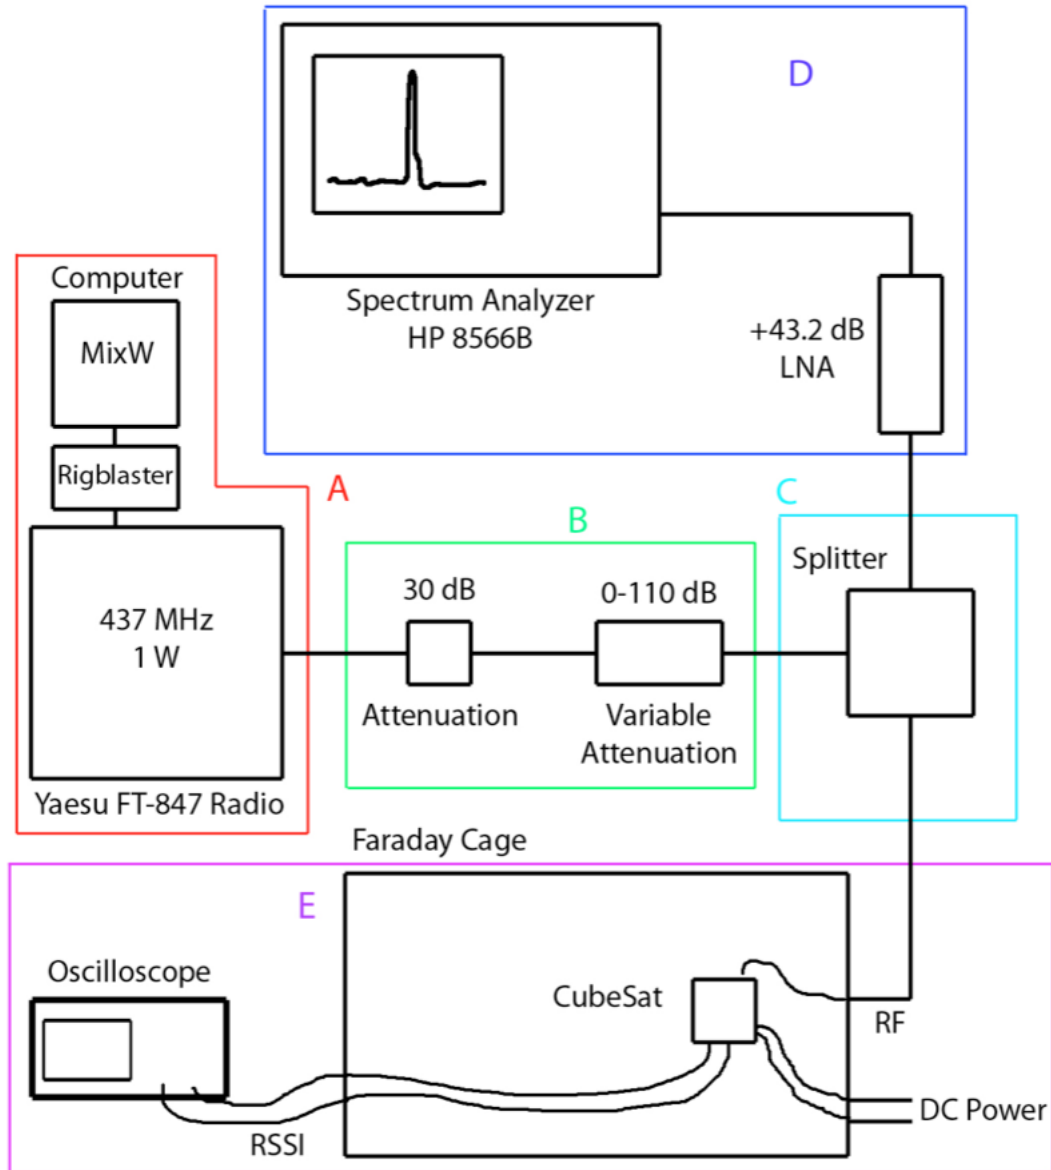 D
Spectrum Analyzer
HP 8566B
+43.2 dB
LNA
Computer
MixW
Rigblaster
A
437 MHz
1 W
Yaesu FT-847 Radio
B
30 dB
Attenuation
0-110 dB
Variable
Attenuation
C
Splitter
Faraday Cage
E
Oscilloscope
CubeSat
RF
DC Power
RSSI